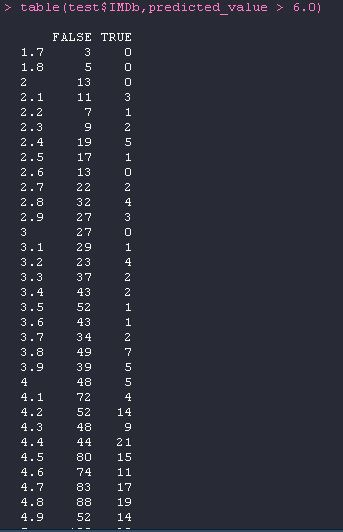 > table(test$IMDb,predicted_value > 6.0)
FALSE TRUE
1.7 3 0
1.8 5 0
2 13 0
2.1 11 3
2.2 7 1
2.3 9 2
2.4 19 5
2.5 17 1
2.6 13 0
2.7 22 2
2.8 32 4
2.9 27 3
3 27 0
3.1 29 1
3.2 23 4
3.3 37 2
3.4 43 2
3.5 52 1
3.6 43 1
3.7 34 2
3.8 49 7
3.9 39 5
4 48 5
4.1 72 4
4.2 52 14
4.3 48 9
4.4 44 21
4.5 80 15
4.6 74 11
4.7 83 17
4.8 88 19
4.9 52 14